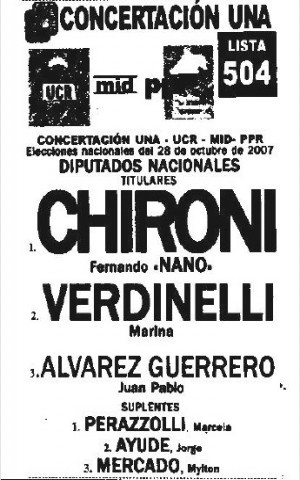 CONCERTACIÓN UNA
LISTA
504
UCR
mid
CONCERTACIÓN UNA - UCR - MID- PPR
Elecciones nacionales del 28 de octubre de 2007
DIPUTADOS NACIONALES
TITULARES
1. CHIRONI
Fernando «NANO»
2. VERDINELLI
Marina
3. ALVAREZ GUERRERO
Juan Pablo
SUPLENTES
1. PERAZZOLLI, Marcela
2. AYUDE, Jorge
3. MERCADO, Mylton